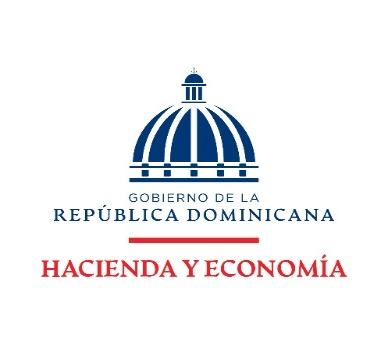 GOBIERNO DE LA
REPÚBLICA DOMINICANA
HACIENDA Y ECONOMÍA